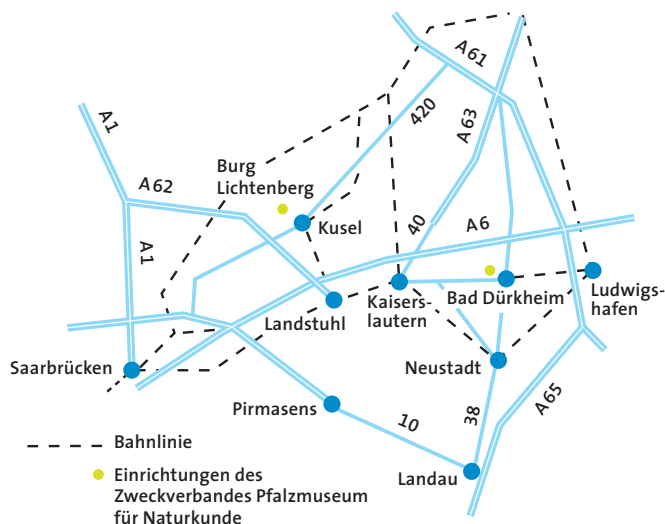 A61
A1
420
A63
Burg
Lichtenberg
A62
Kusel
40
A6
A1
Kaisers-
lautern
Bad Dürkheim
Ludwigs-
hafen
Landstuhl
Saarbrücken
Neustadt
Pirmasens
A65
10
38
Bahnlinie
Landau
Einrichtungen des
Zweckverbandes Pfalzmuseum
für Naturkunde